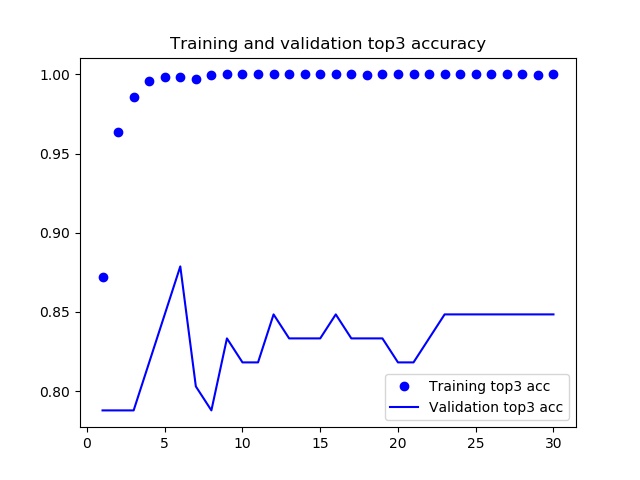 Training and validation top3 accuracy
1.00
0.95
0.90
0.85
0.80
Training top3 acc
Validation top3 acc
0 5 10 15 20 25 30